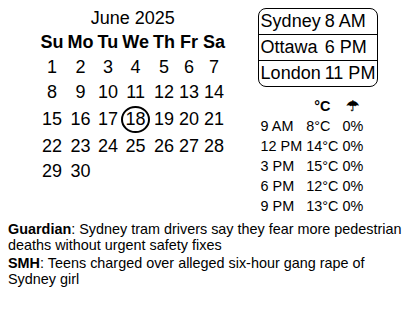 June 2025
Su Mo Tu We Th Fr Sa
1 2 3 4 5 6 7
8 9 10 11 12 13 14
15 16 17 18 19 20 21
22 23 24 25 26 27 28
29 30
Sydney 8 AM
Ottawa 6 PM
London 11 PM
°C ☂
9 AM 8°C 0%
12 PM 14°C 0%
3 PM 15°C 0%
6 PM 12°C 0%
9 PM 13°C 0%
Guardian: Sydney tram drivers say they fear more pedestrian
deaths without urgent safety fixes
SMH: Teens charged over alleged six-hour gang rape of
Sydney girl